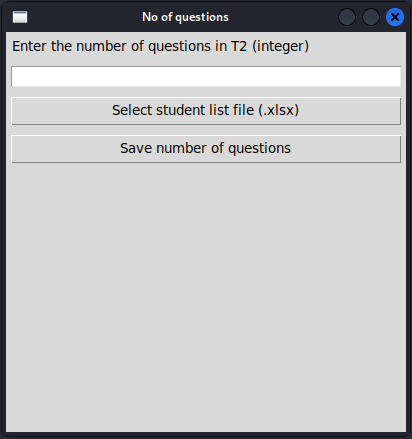 No of questions
Enter the number of questions in T2 (integer)
Select student list file (.xlsx)
Save number of questions